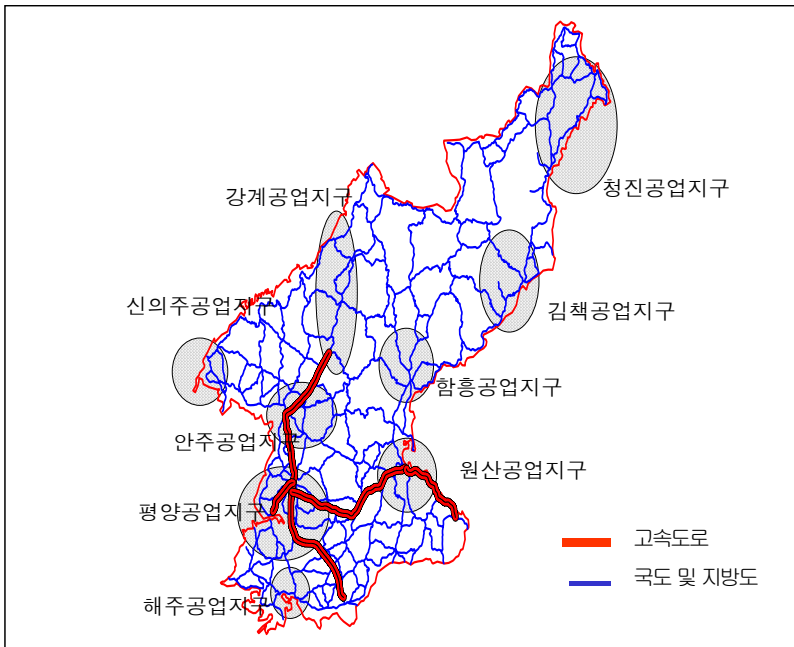 청진공업지구
강계공업지구
신의주공업지구
김책공업지구
함흥공업지구
안주공업지구
원산공업지구
평양공업지구
고속도로
국도 및 지방도
해주공업지구